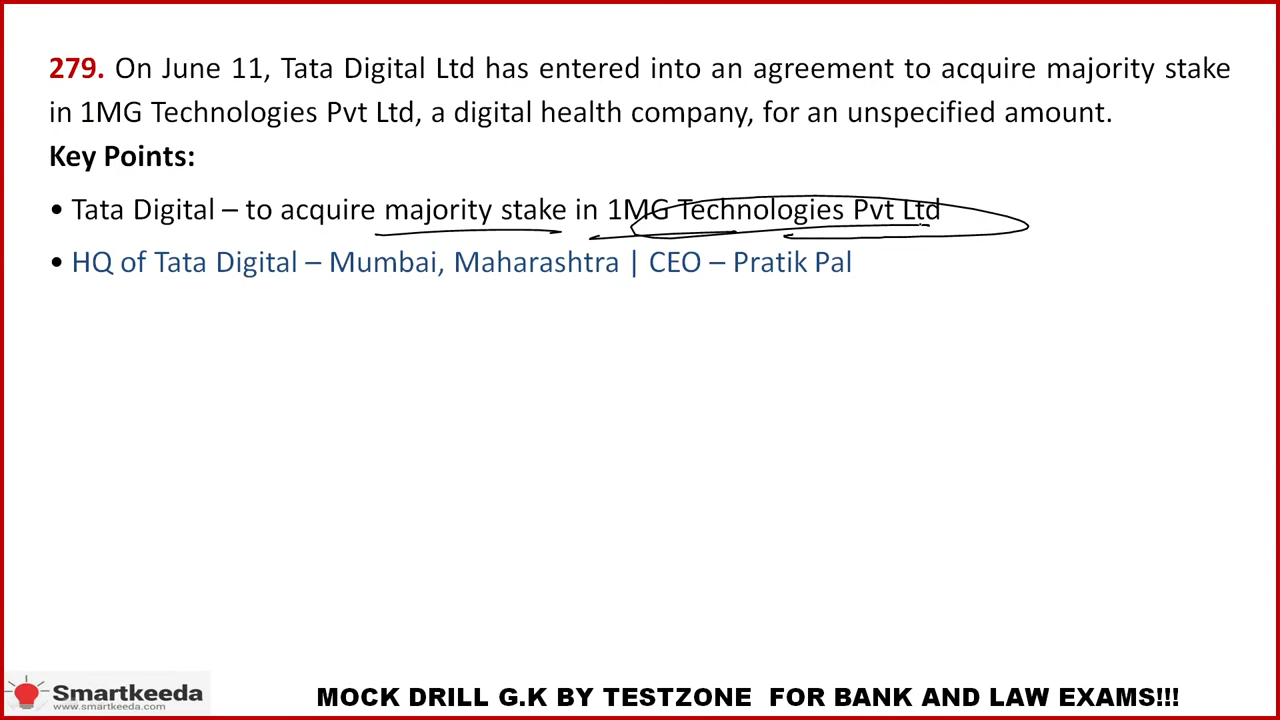 279. On June 11, Tata Digital Ltd has entered into an agreement to acquire majority stake
in 1MG Technologies Pvt Ltd, a digital health company, for an unspecified amount.
Key Points:
• Tata Digital – to acquire majority stake in 1MG Technologies Pvt Ltd
• HQ of Tata Digital – Mumbai, Maharashtra | CEO – Pratik Pal
Smartkeeda
www.smartkeeda.com
MOCK DRILL G.K BY TESTZONE FOR BANK AND LAW EXAMS!!!